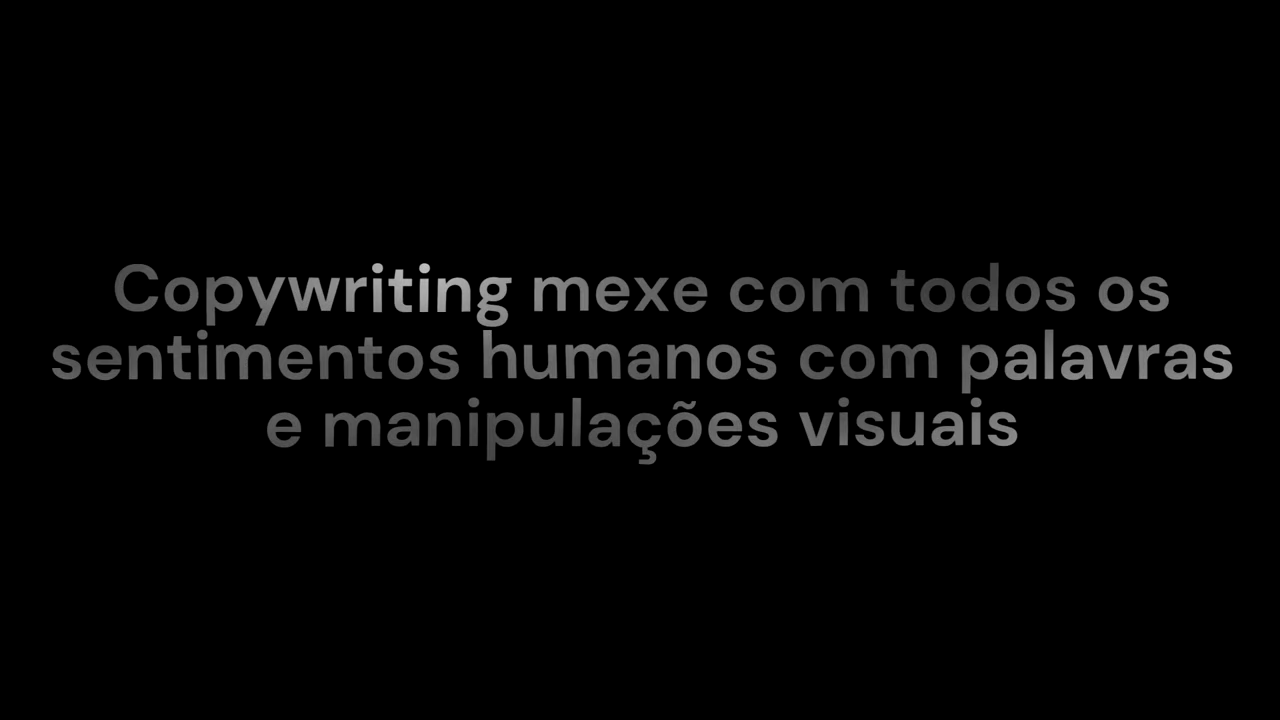 Copywriting mexe com todos os
sentimentos humanos com palavras
e manipulações visuais